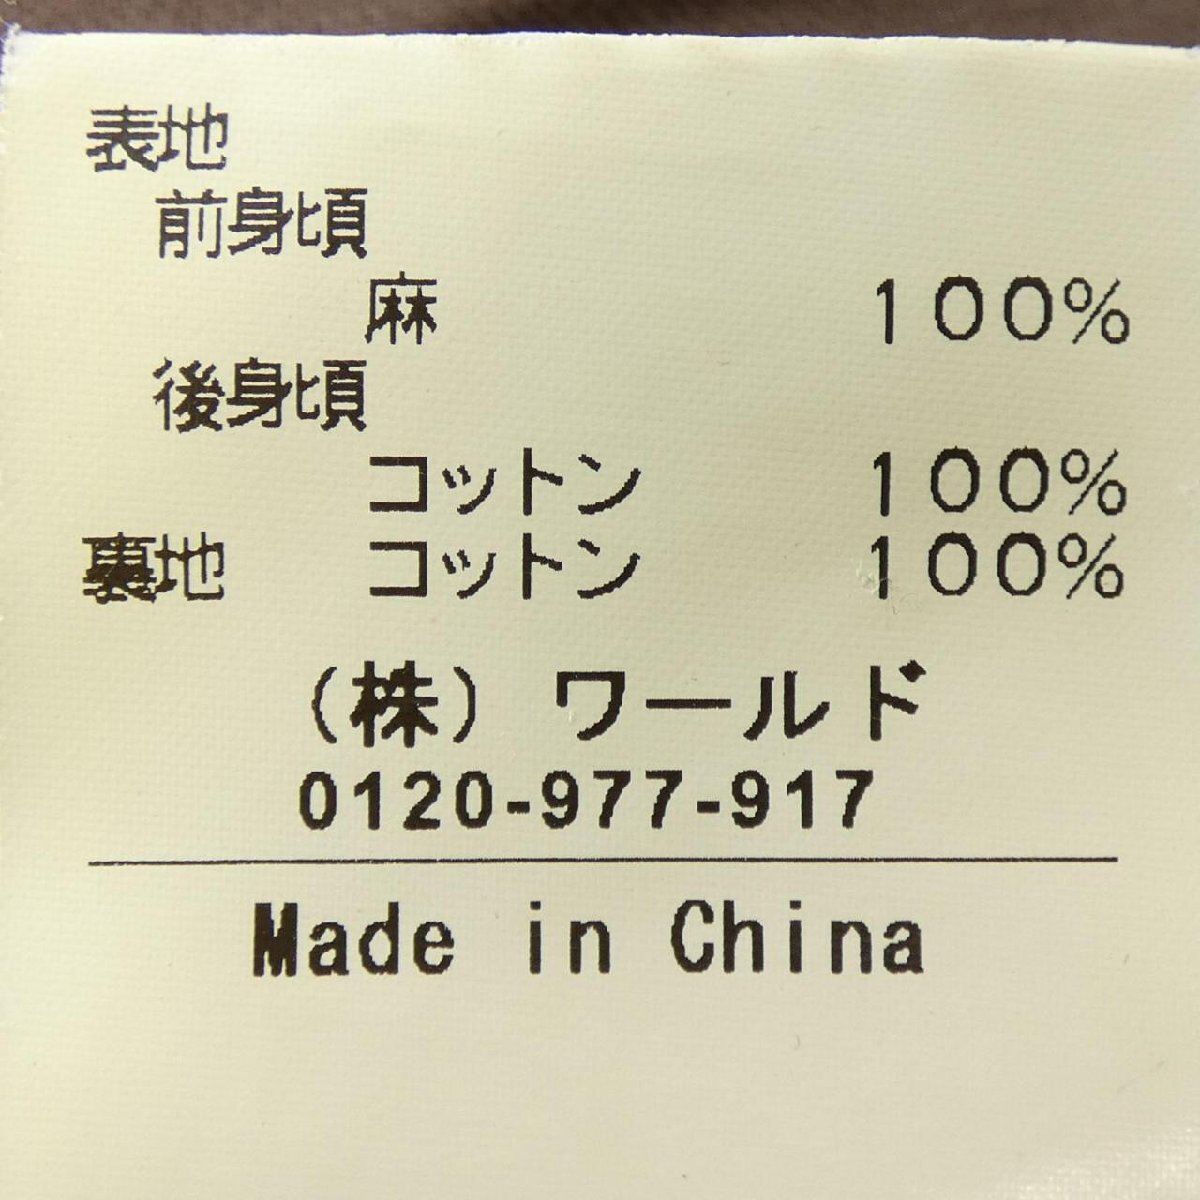 表地
前身頃
麻 100%
後身頃
コットン 100%
裏地 コットン 100%
(株)ワールド
0120-977-917
Made in China